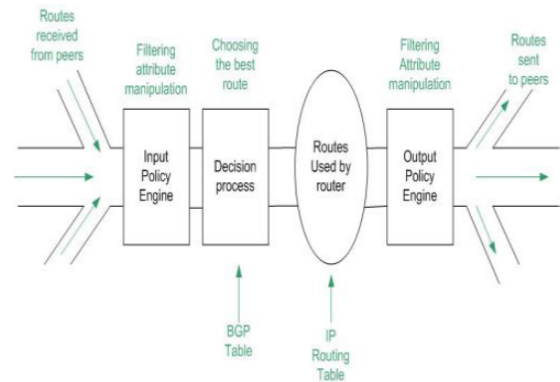 Routes
received
from peers
Filtering
attribute
manipulation
Choosing
the best
route
Filtering
Attribute
manipulation
Routes
sent
to peers
Input
Policy
Engine
Decision
process
Routes
Used by
router
Output
Policy
Engine
BGP
Table
IP
Routing
Table